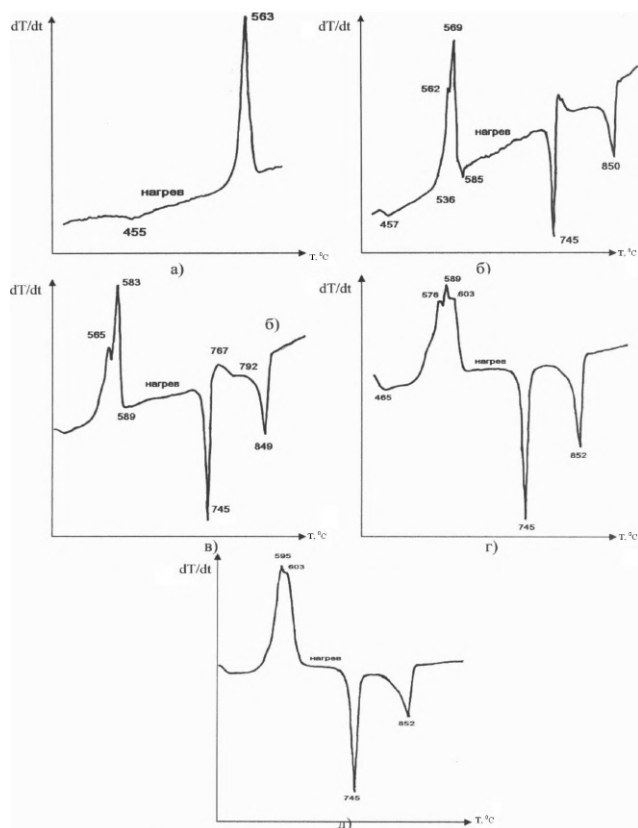 dT/dt
563
нагрев
455
T, °C
а)
dT/dt
569
562
нагрев
585
536
457
850
745
T, °C
б)
dT/dt
583
565
б)
767
792
нагрев
589
849
745
T, °C
в)
dT/dt
589
576
603
нагрев
465
852
745
T, °C
г)
dT/dt
595
603
нагрев
852
745
T, °C
д)